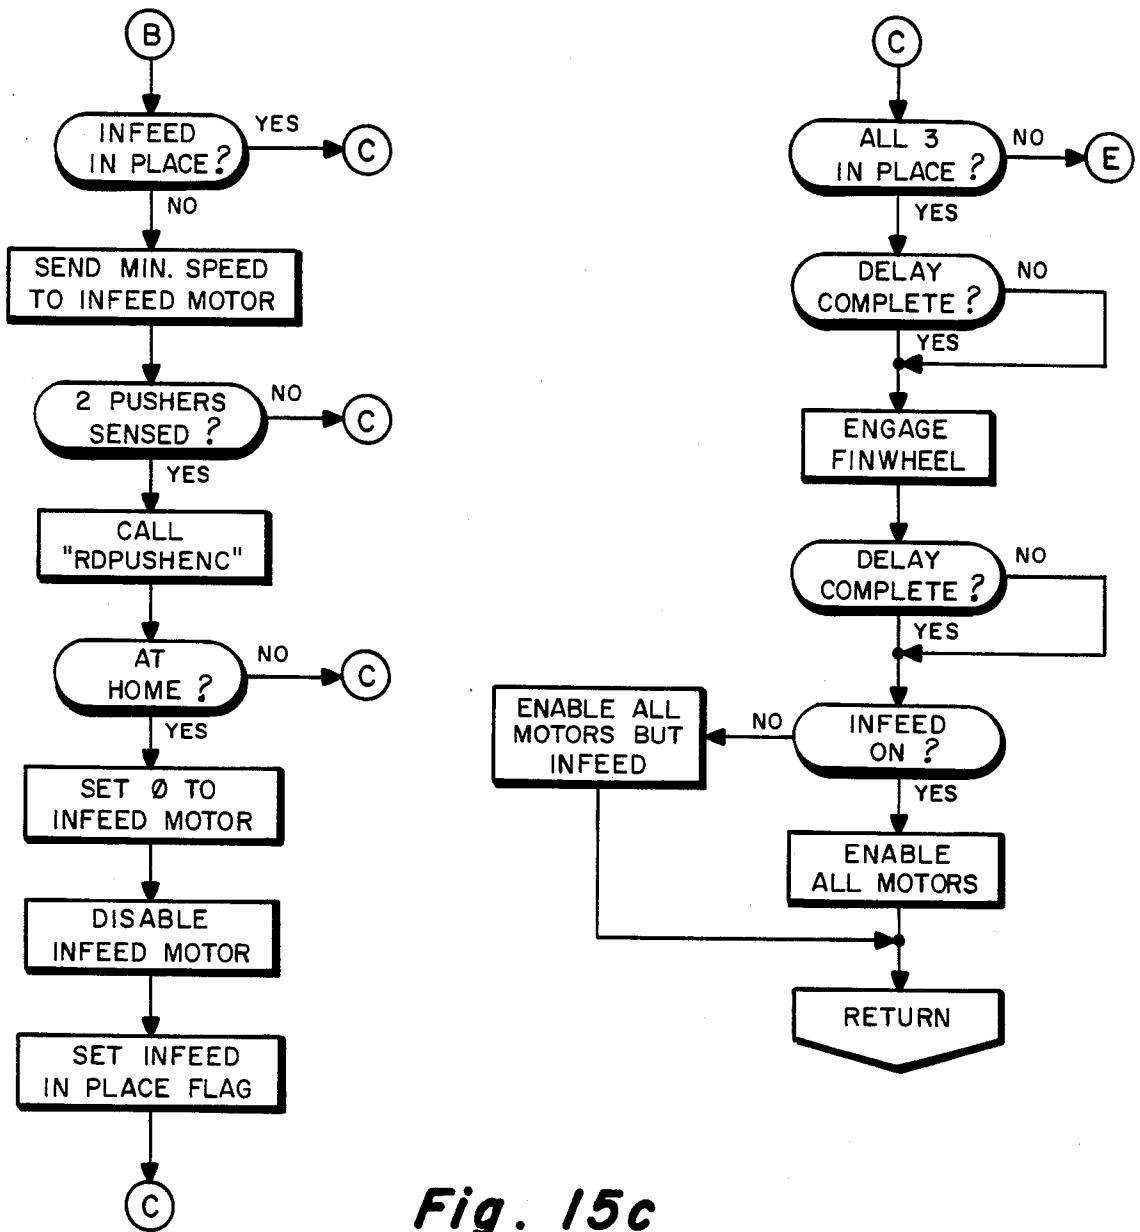 B
INFEED
IN PLACE?
YES
C
NO
SEND MIN. SPEED
TO INFEED MOTOR
2 PUSHERS
SENSED?
NO
C
YES
CALL
"RDPUSHENC"
AT
HOME?
NO
C
YES
SET Ø TO
INFEED MOTOR
DISABLE
INFEED MOTOR
SET INFEED
IN PLACE FLAG
C
C
ALL 3
IN PLACE?
NO
E
YES
DELAY
COMPLETE?
NO
YES
ENGAGE
FINWHEEL
DELAY
COMPLETE?
NO
YES
INFEED
ON?
NO
ENABLE ALL
MOTORS BUT
INFEED
YES
ENABLE
ALL MOTORS
RETURN
Fig. 15c